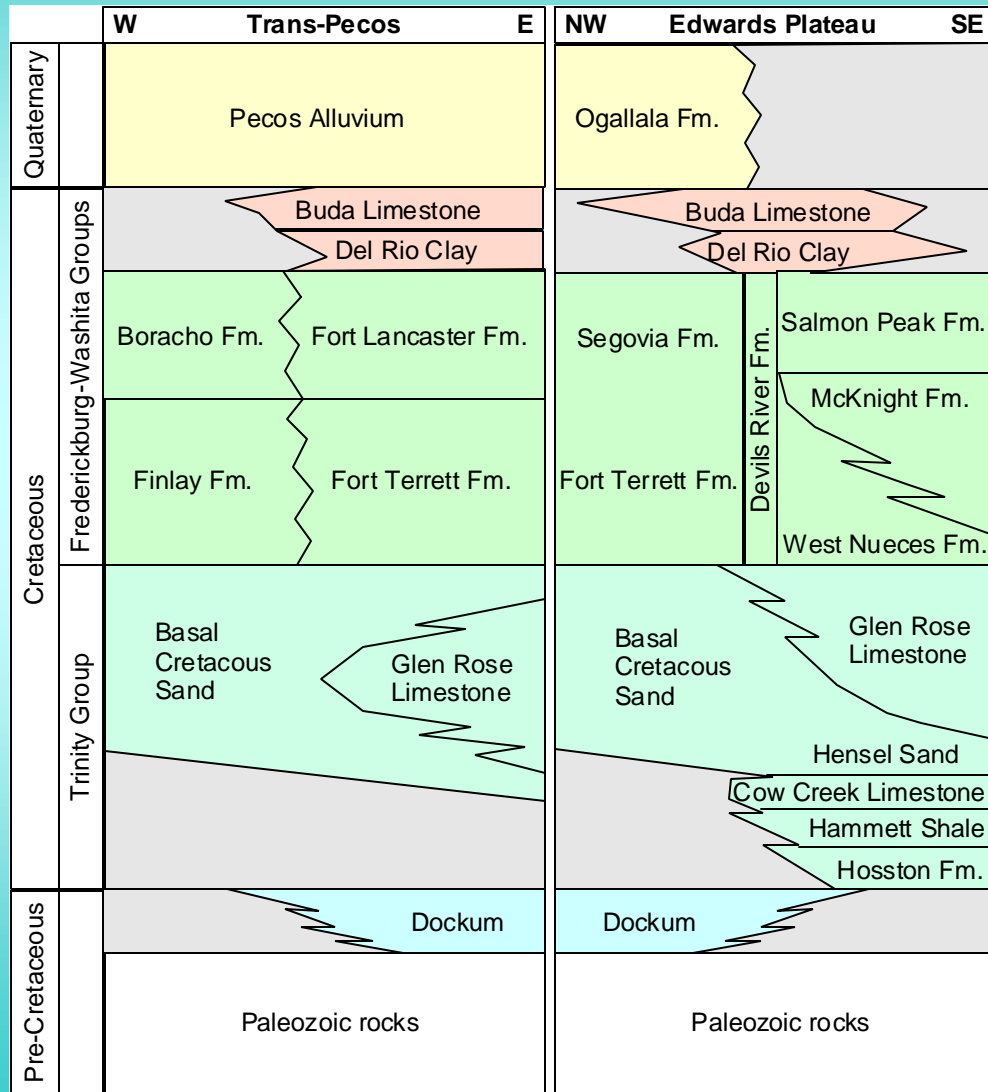 W Trans-Pecos E
NW Edwards Plateau SE
Quaternary
Pecos Alluvium
Ogallala Fm.
Cretaceous
Frederickburg-Washita Groups
Buda Limestone
Del Rio Clay
Buda Limestone
Del Rio Clay
Boracho Fm.
Fort Lancaster Fm.
Segovia Fm.
Devils River Fm.
Salmon Peak Fm.
McKnight Fm.
Finlay Fm.
Fort Terrett Fm.
Fort Terrett Fm.
West Nueces Fm.
Trinity Group
Basal
Cretacous
Sand
Glen Rose
Limestone
Basal
Cretacous
Sand
Glen Rose
Limestone
Hensel Sand
Cow Creek Limestone
Hammett Shale
Hosston Fm.
Pre-Cretaceous
Dockum
Dockum
Paleozoic rocks
Paleozoic rocks